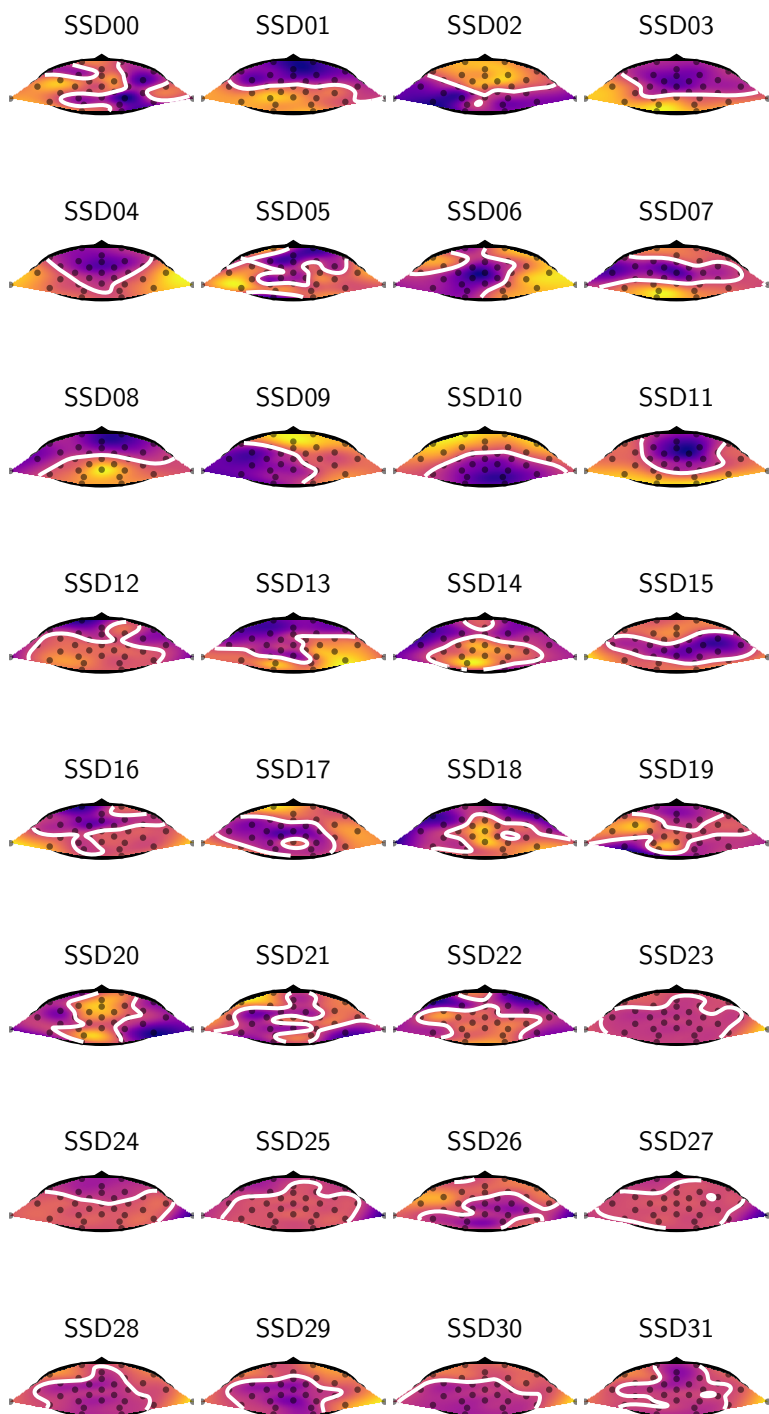 SSD00 SSD01 SSD02 SSD03
SSD04 SSD05 SSD06 SSD07
SSD08 SSD09 SSD10 SSD11
SSD12 SSD13 SSD14 SSD15
SSD16 SSD17 SSD18 SSD19
SSD20 SSD21 SSD22 SSD23
SSD24 SSD25 SSD26 SSD27
SSD28 SSD29 SSD30 SSD31